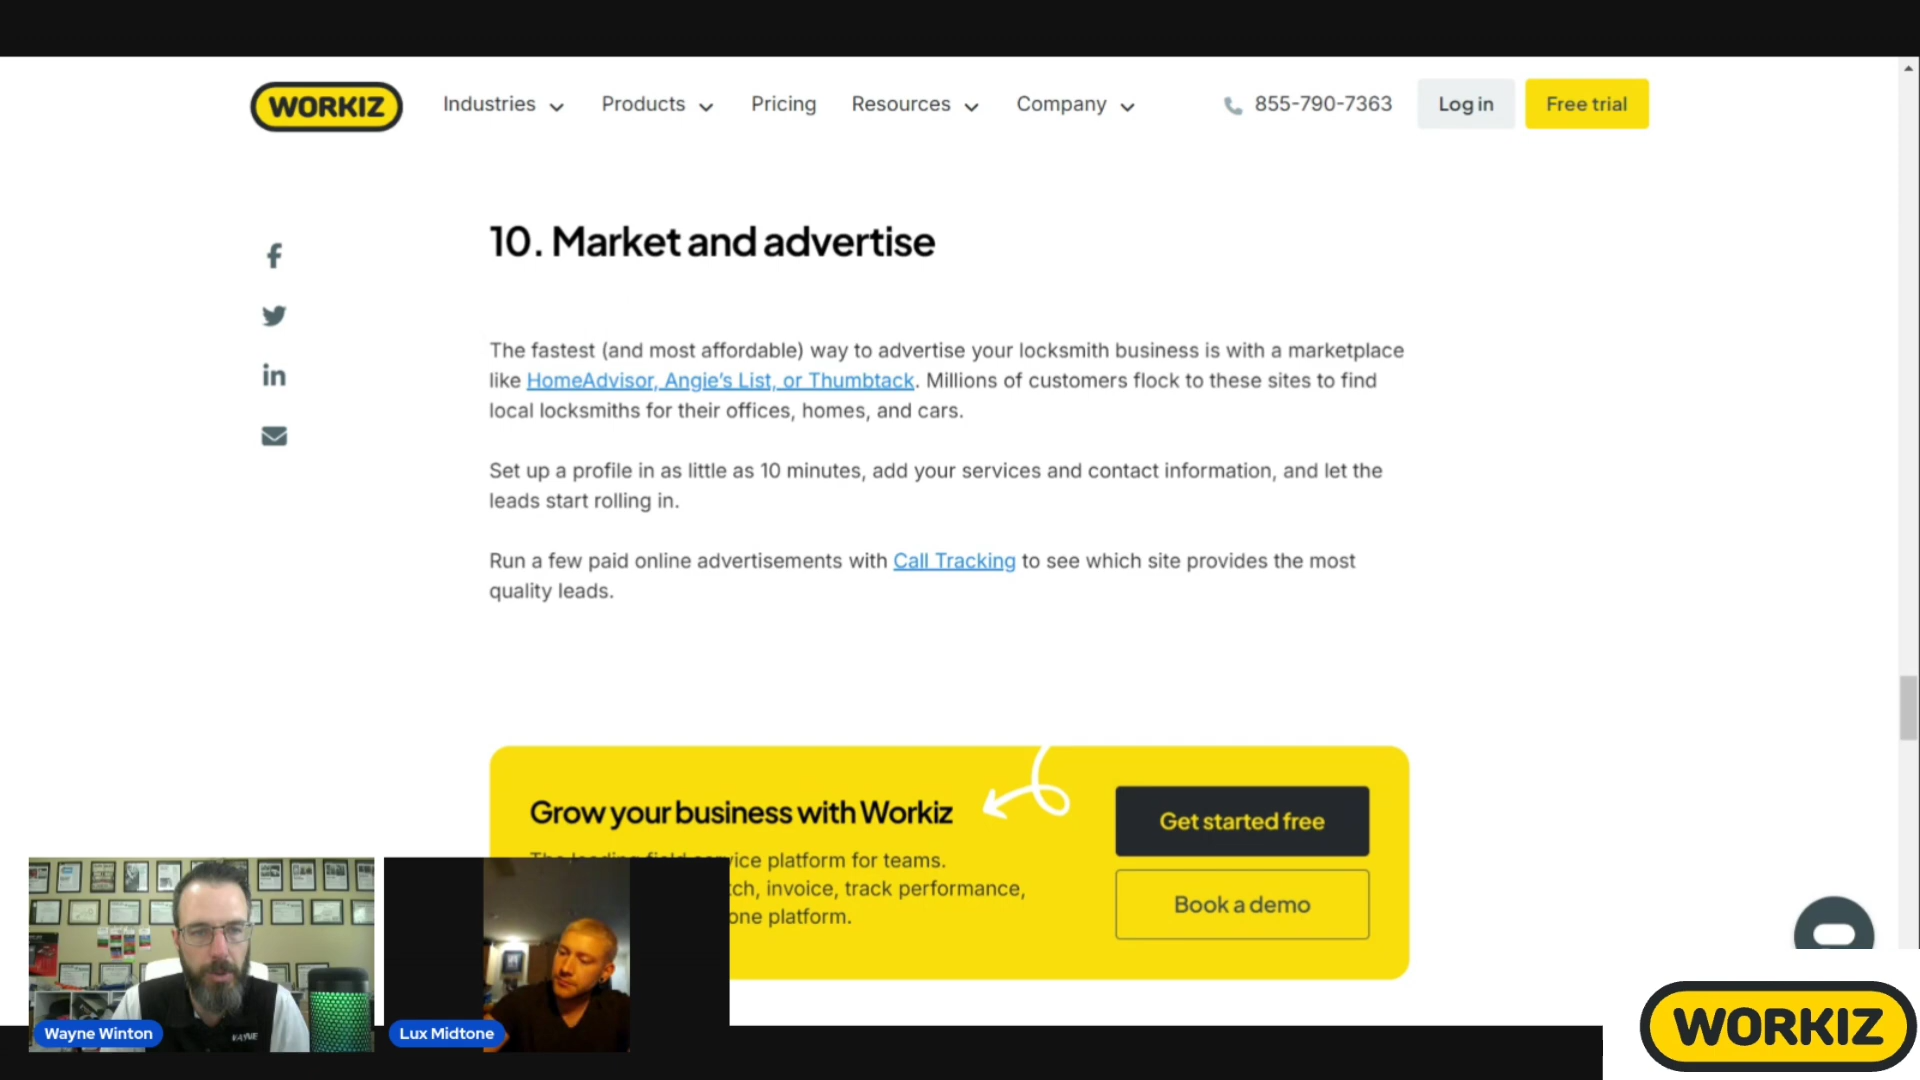 WORKIZ
Industries
Products
Pricing
Resources
Company
855-790-7363
Log in
Free trial
10. Market and advertise
The fastest (and most affordable) way to advertise your locksmith business is with a marketplace
like HomeAdvisor, Angie's List, or Thumbtack. Millions of customers flock to these sites to find
local locksmiths for their offices, homes, and cars.
Set up a profile in as little as 10 minutes, add your services and contact information, and let the
leads start rolling in.
Run a few paid online advertisements with Call Tracking to see which site provides the most
quality leads.
Grow your business with Workiz
The leading field service platform for teams.
tch, invoice, track performance,
one platform.
Get started free
Book a demo
WAYNE
Wayne Winton
Lux Midtone
WORKIZ